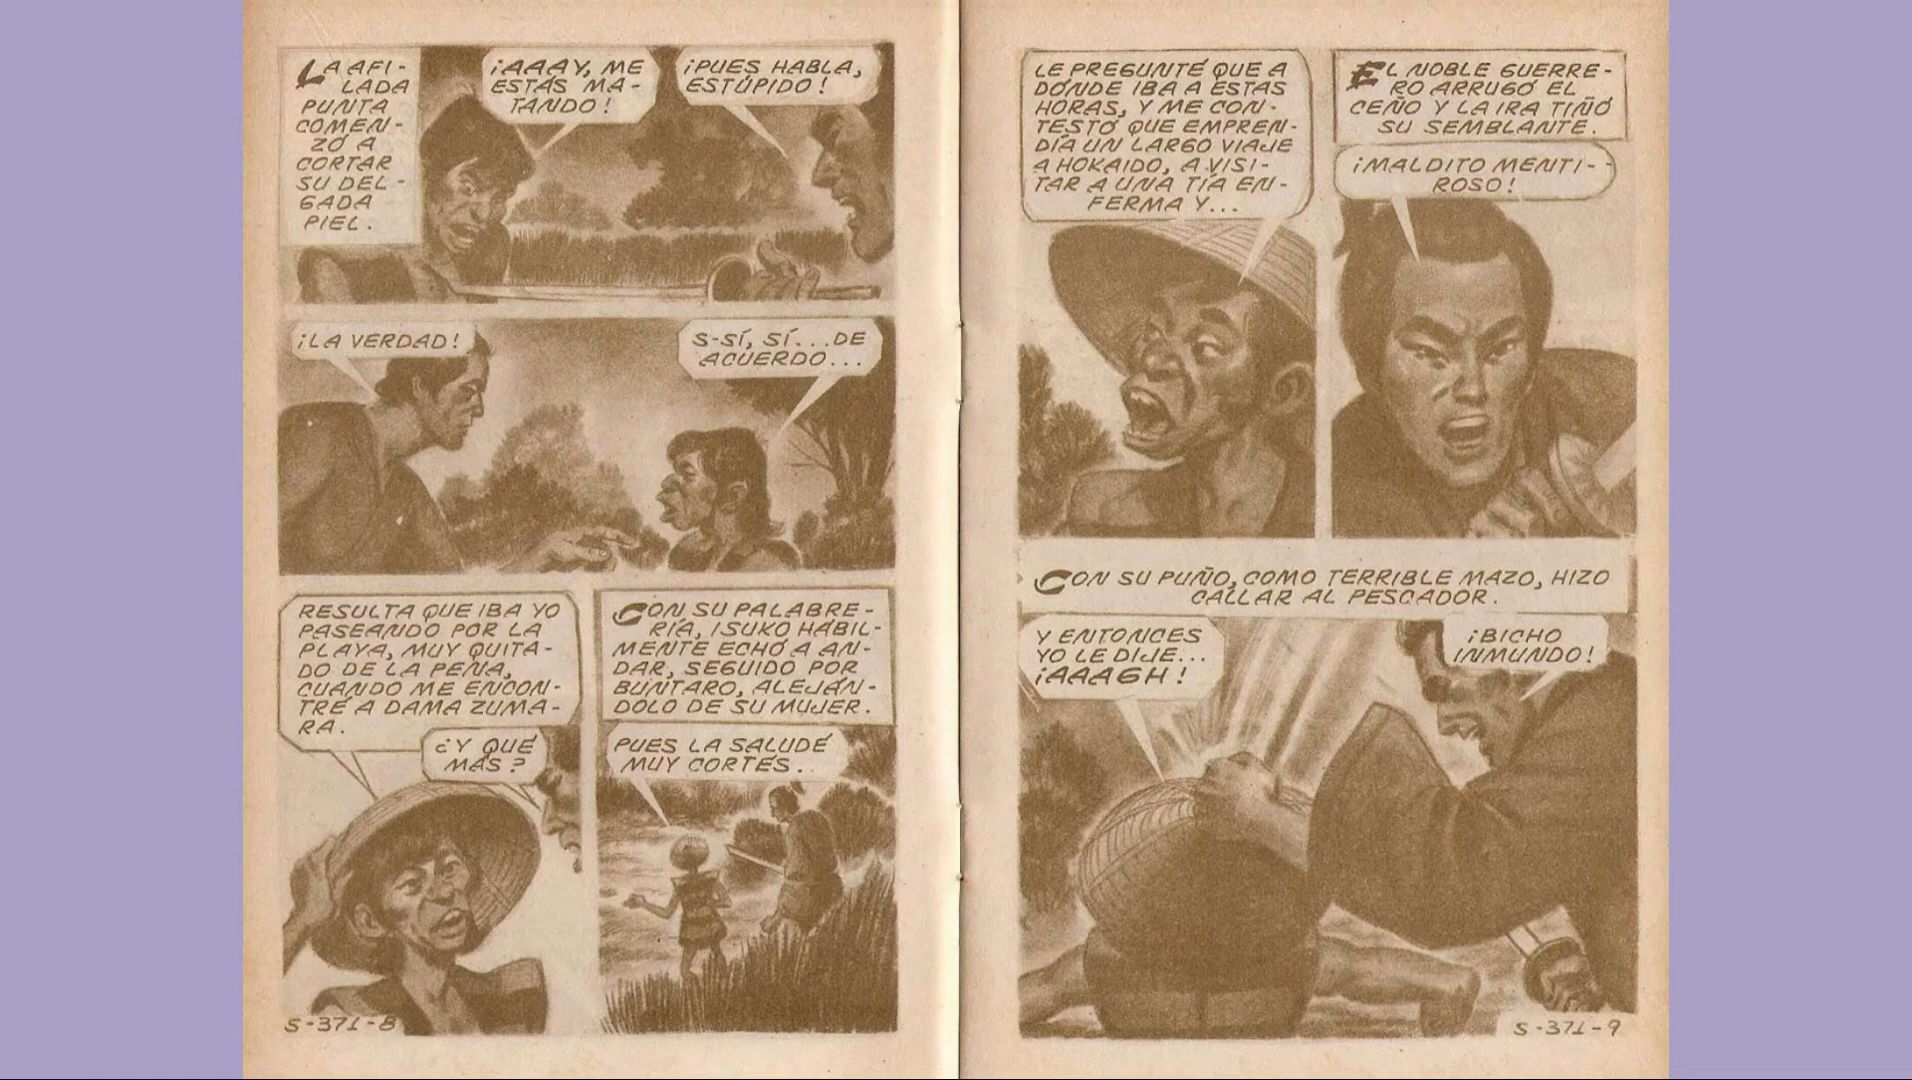 LA AFI-
LADA
PUNTA
COMEN-
ZÓ A
CORTAR
SU DEL-
GADA
PIEL.
¡AAAY, ME
ESTÁS MA-
TANDO!
¡PUES HABLA,
ESTÚPIDO!
¡LA VERDAD!
S-SÍ, SÍ...DE
ACUERDO...
RESULTA QUE IBA YO
PASEANDO POR LA
PLAYA, MUY QUITA-
DO DE LA PENA,
CUANDO ME ENCON-
TRÉ A DAMA ZUMA-
RA.
¿Y QUÉ
MÁS?
CON SU PALABRE-
RÍA, ISUKO HÁBIL-
MENTE ECHÓ A AN-
DAR, SEGUIDO POR
BUNTARO, ALEJÁN-
DOLO DE SU MUJER.
PUES LA SALUDÉ
MUY CORTÉS..
S-371-8
LE PREGUNTÉ QUE A
DÓNDE IBA A ESTAS
HORAS, Y ME CON-
TESTÓ QUE EMPREN-
DÍA UN LARGO VIAJE
A HOKAIDO, A VISI-
TAR A UNA TÍA EN-
FERMA Y...
EL NOBLE GUERRE-
RO ARRUGÓ EL
CEÑO Y LA IRA TIÑÓ
SU SEMBLANTE.
¡MALDITO MENTI-
ROSO!
CON SU PUÑO, COMO TERRIBLE MAZO, HIZO
CALLAR AL PESCADOR.
Y ENTONCES
YO LE DIJE...
¡AAAGH!
¡BICHO
INMUNDO!
S-371-9